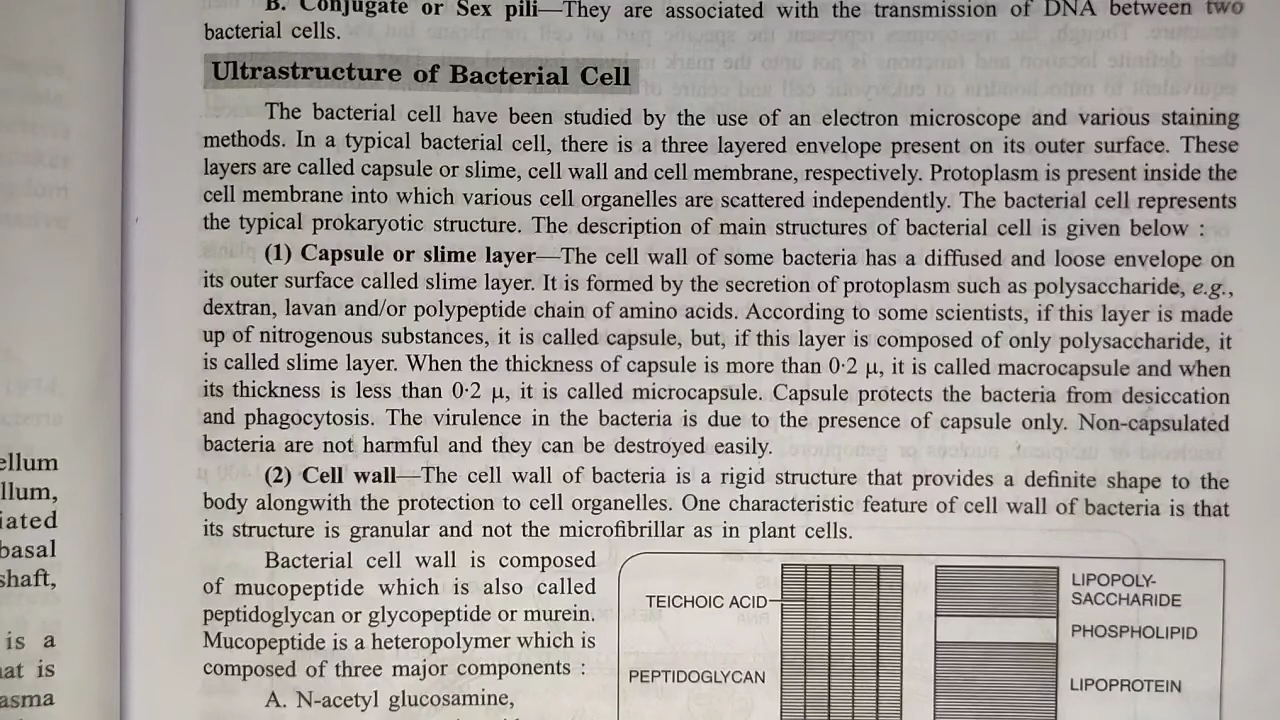 B. Conjugate or Sex pili—They are associated with the transmission of DNA between two
bacterial cells.
Ultrastructure of Bacterial Cell
The bacterial cell have been studied by the use of an electron microscope and various staining
methods. In a typical bacterial cell, there is a three layered envelope present on its outer surface. These
layers are called capsule or slime, cell wall and cell membrane, respectively. Protoplasm is present inside the
cell membrane into which various cell organelles are scattered independently. The bacterial cell represents
the typical prokaryotic structure. The description of main structures of bacterial cell is given below :
(1) Capsule or slime layer—The cell wall of some bacteria has a diffused and loose envelope on
its outer surface called slime layer. It is formed by the secretion of protoplasm such as polysaccharide, e.g.,
dextran, lavan and/or polypeptide chain of amino acids. According to some scientists, if this layer is made
up of nitrogenous substances, it is called capsule, but, if this layer is composed of only polysaccharide, it
is called slime layer. When the thickness of capsule is more than 0·2 μ, it is called macrocapsule and when
its thickness is less than 0·2 μ, it is called microcapsule. Capsule protects the bacteria from desiccation
and phagocytosis. The virulence in the bacteria is due to the presence of capsule only. Non-capsulated
bacteria are not harmful and they can be destroyed easily.
(2) Cell wall—The cell wall of bacteria is a rigid structure that provides a definite shape to the
body alongwith the protection to cell organelles. One characteristic feature of cell wall of bacteria is that
its structure is granular and not the microfibrillar as in plant cells.
Bacterial cell wall is composed
of mucopeptide which is also called
peptidoglycan or glycopeptide or murein.
Mucopeptide is a heteropolymer which is
composed of three major components :
A. N-acetyl glucosamine,
TEICHOIC ACID
PEPTIDOGLYCAN
LIPOPOLY-
SACCHARIDE
PHOSPHOLIPID
LIPOPROTEIN
ellum
llum,
iated
basal
shaft,
is a
at is
asma